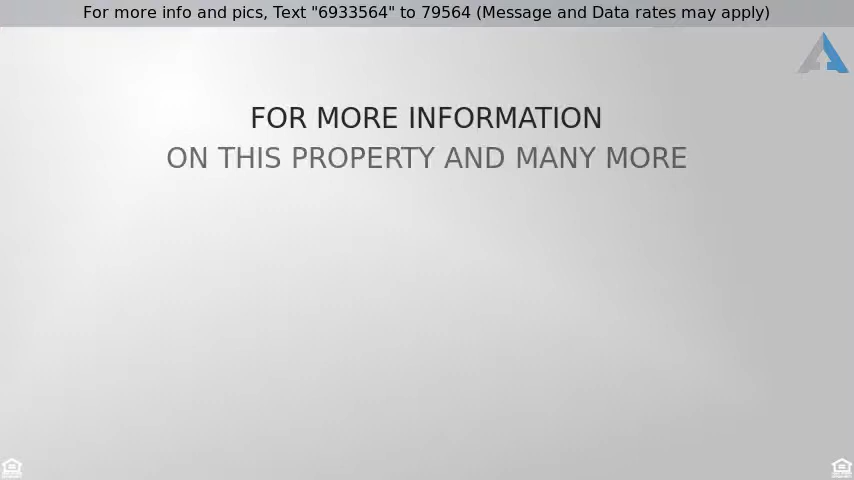 For more info and pics, Text "6933564" to 79564 (Message and Data rates may apply)
FOR MORE INFORMATION
ON THIS PROPERTY AND MANY MORE